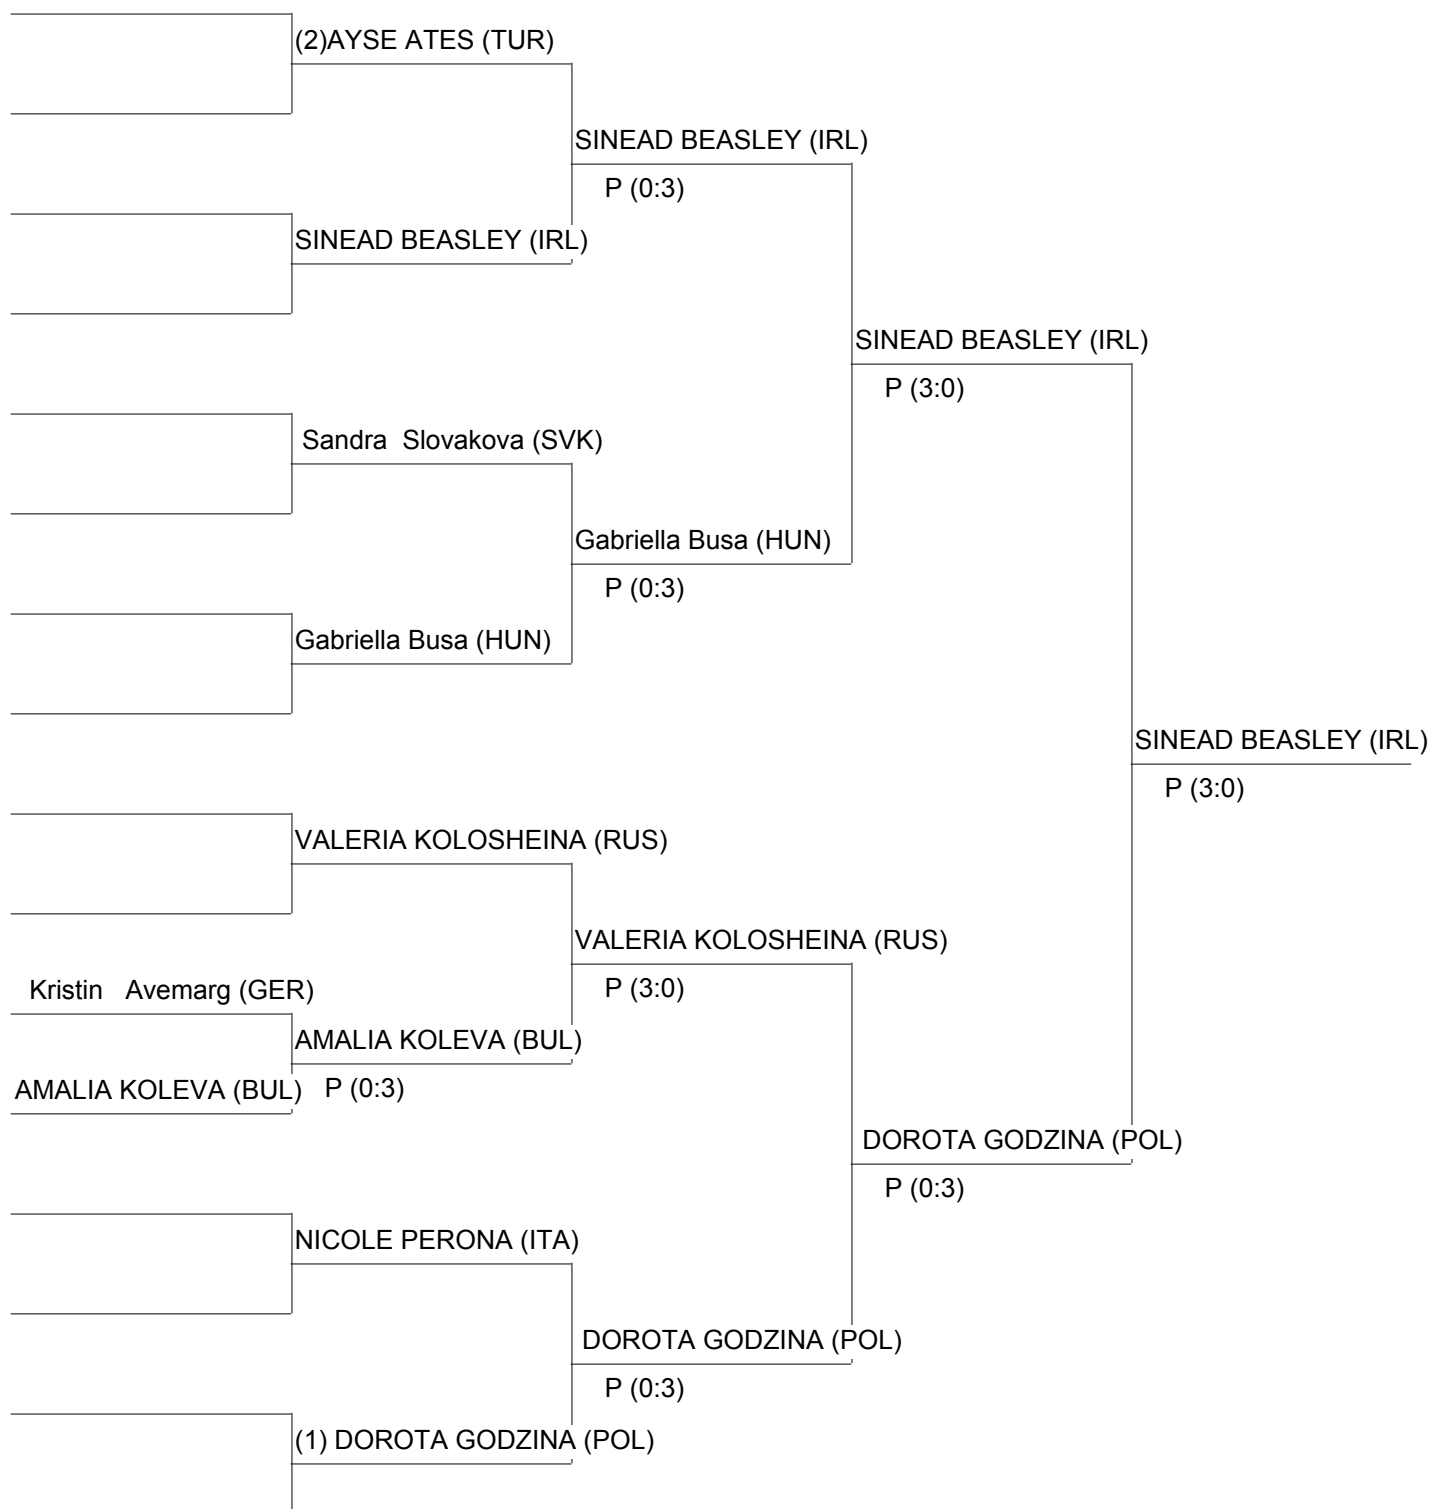 (2)AYSE ATES (TUR)
SINEAD BEASLEY (IRL)
P (0:3)
SINEAD BEASLEY (IRL)
SINEAD BEASLEY (IRL)
P (3:0)
Sandra Slovakova (SVK)
Gabriella Busa (HUN)
P (0:3)
Gabriella Busa (HUN)
SINEAD BEASLEY (IRL)
P (3:0)
VALERIA KOLOSHEINA (RUS)
VALERIA KOLOSHEINA (RUS)
P (3:0)
Kristin Avemarg (GER)
AMALIA KOLEVA (BUL)
AMALIA KOLEVA (BUL) P (0:3)
DOROTA GODZINA (POL)
P (0:3)
NICOLE PERONA (ITA)
DOROTA GODZINA (POL)
P (0:3)
(1) DOROTA GODZINA (POL)